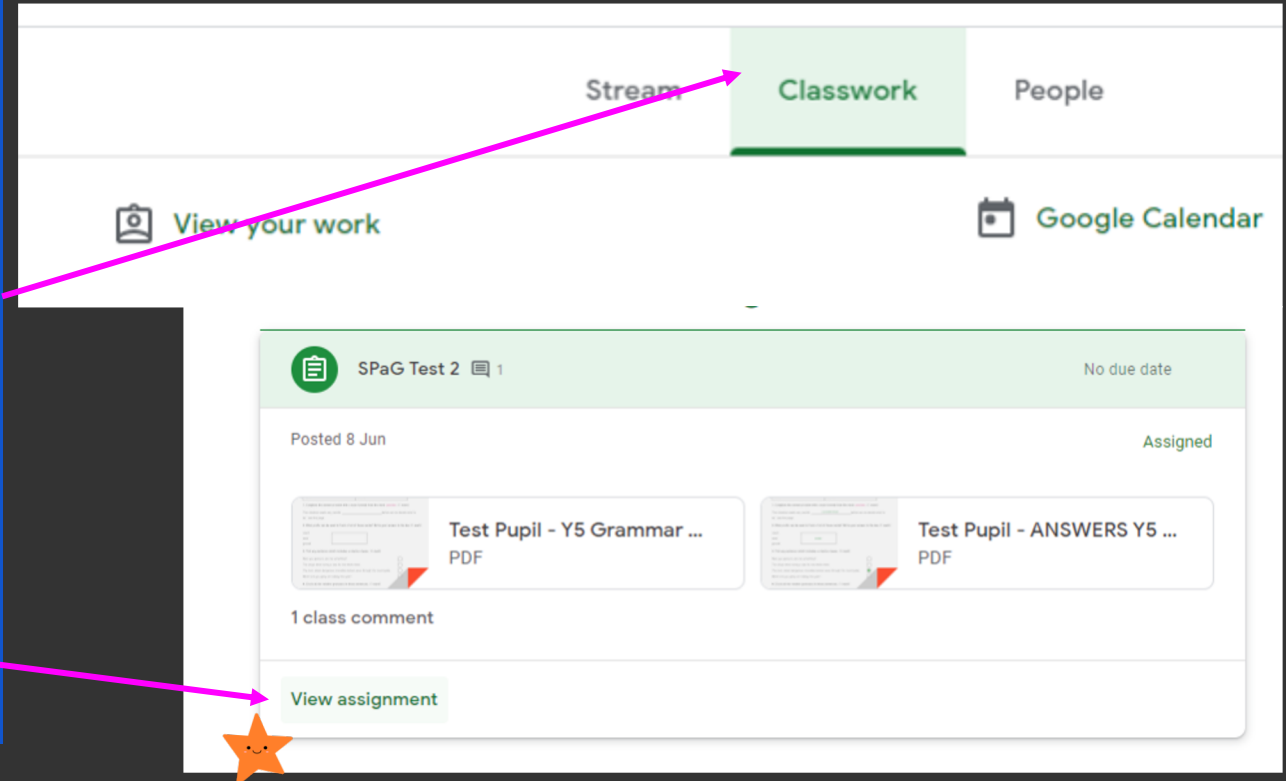 Stream Classwork People
View your work Google Calendar
SPaG Test 2 1 No due date
Posted 8 Jun Assigned
Test Pupil - Y5 Grammar ... Test Pupil - ANSWERS Y5 ...
PDF PDF
1 class comment
View assignment